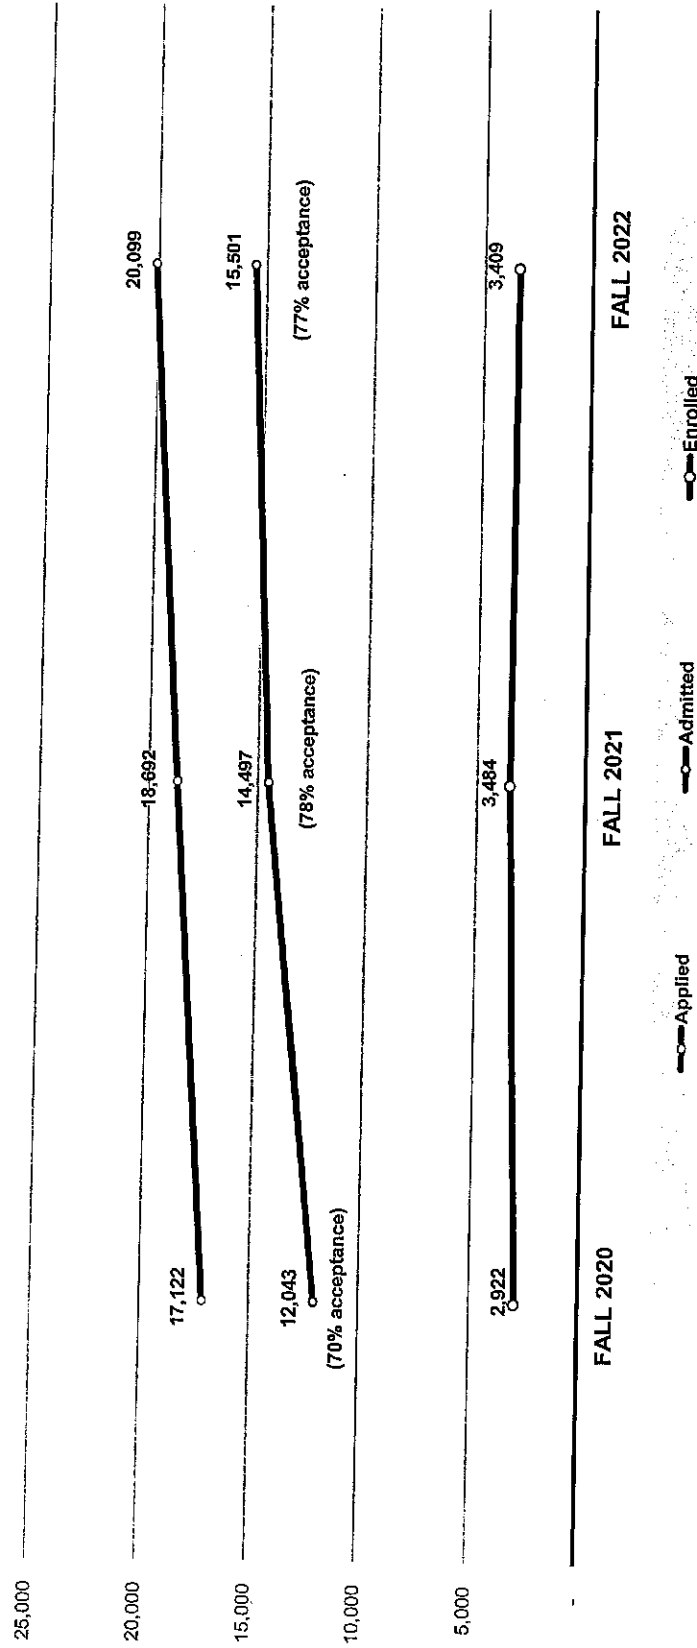 25,000
20,000
15,000
10,000
5,000
-
17,122
18,692
20,099
12,043
14,497
15,501
(70% acceptance)
(78% acceptance)
(77% acceptance)
2,922
3,484
3,409
FALL 2020
FALL 2021
FALL 2022
Applied
Admitted
Enrolled